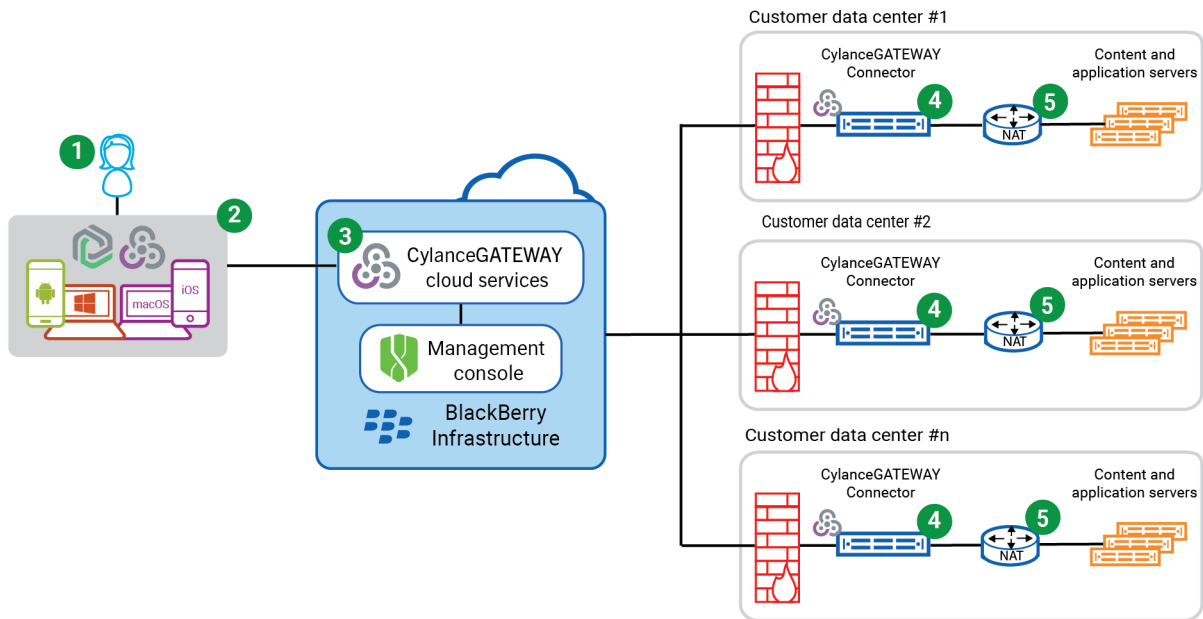 1
2
macOS
iOS
3
CylanceGATEWAY
cloud services
Management
console
BlackBerry
Infrastructure
Customer data center #1
CylanceGATEWAY
Connector
4
NAT
5
Content and
application servers
Customer data center #2
CylanceGATEWAY
Connector
4
NAT
5
Content and
application servers
Customer data center #n
CylanceGATEWAY
Connector
4
NAT
5
Content and
application servers